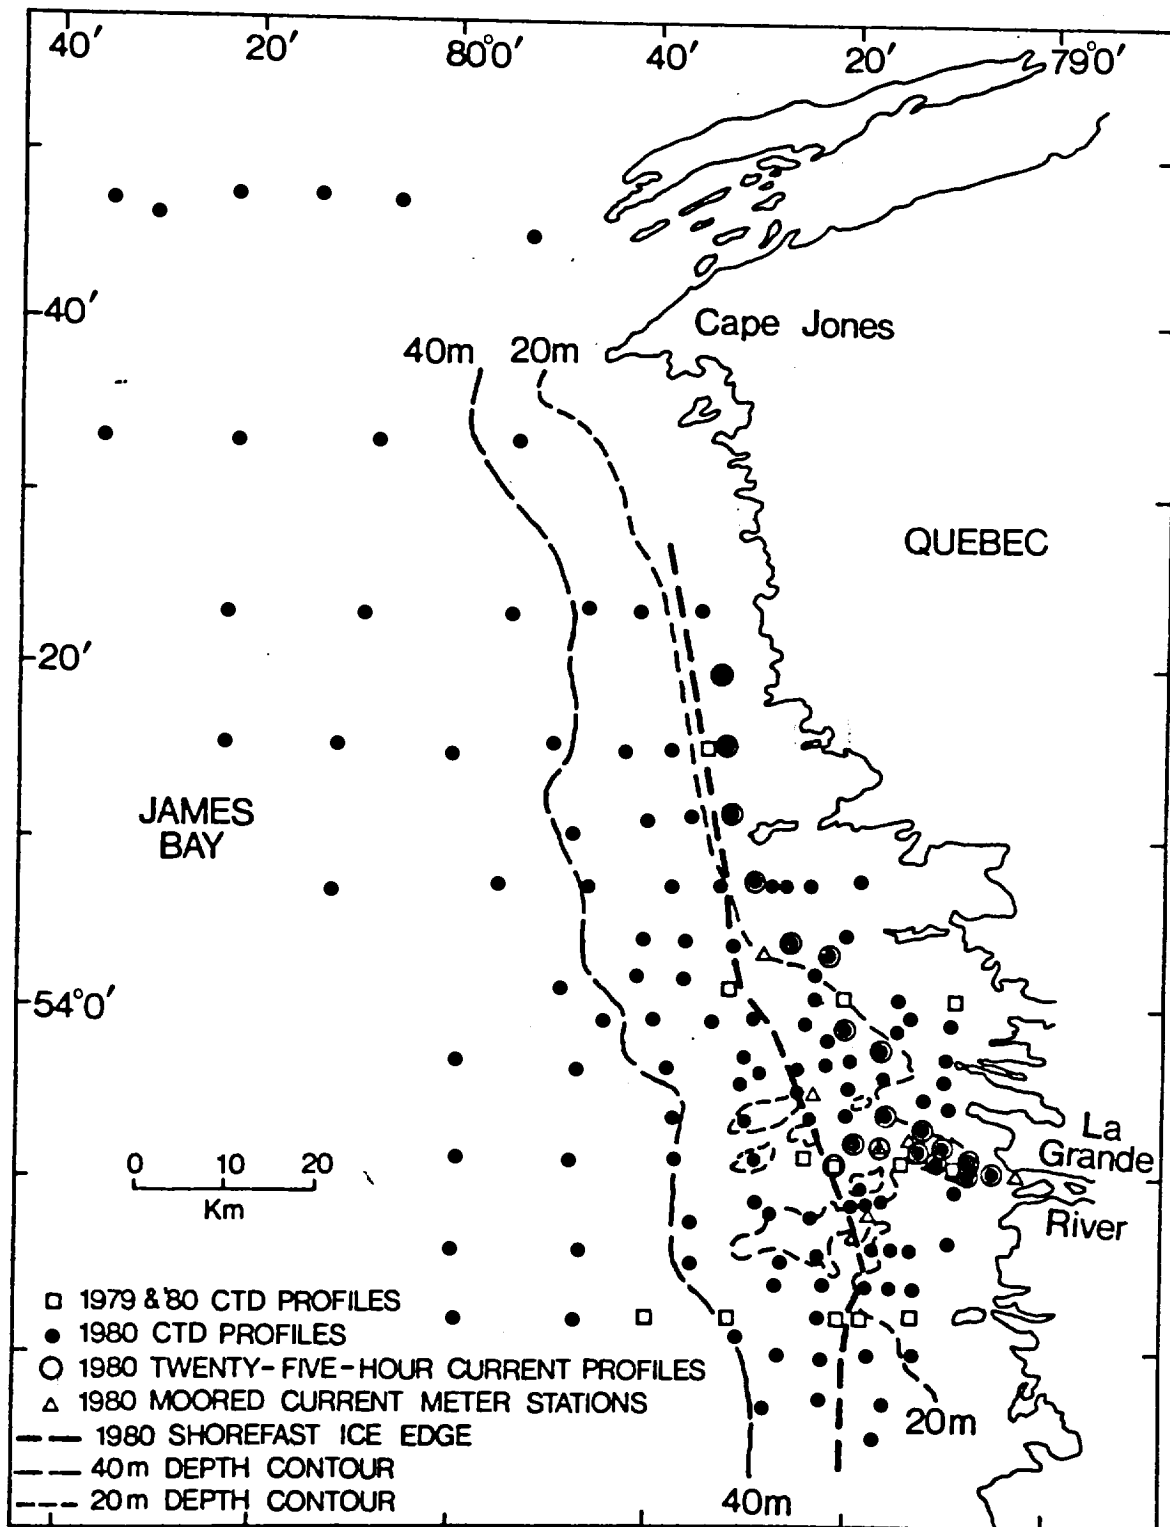 40′ 20′ 80°0′ 40′ 20′ 79°0′
40′
Cape Jones
40m 20m
QUEBEC
20′
JAMES
BAY
54°0′
La
Grande
River
0 10 20
Km
1979 & '80 CTD PROFILES
1980 CTD PROFILES
1980 TWENTY-FIVE-HOUR CURRENT PROFILES
1980 MOORED CURRENT METER STATIONS
1980 SHOREFAST ICE EDGE
40m DEPTH CONTOUR
20m DEPTH CONTOUR
20m
40m